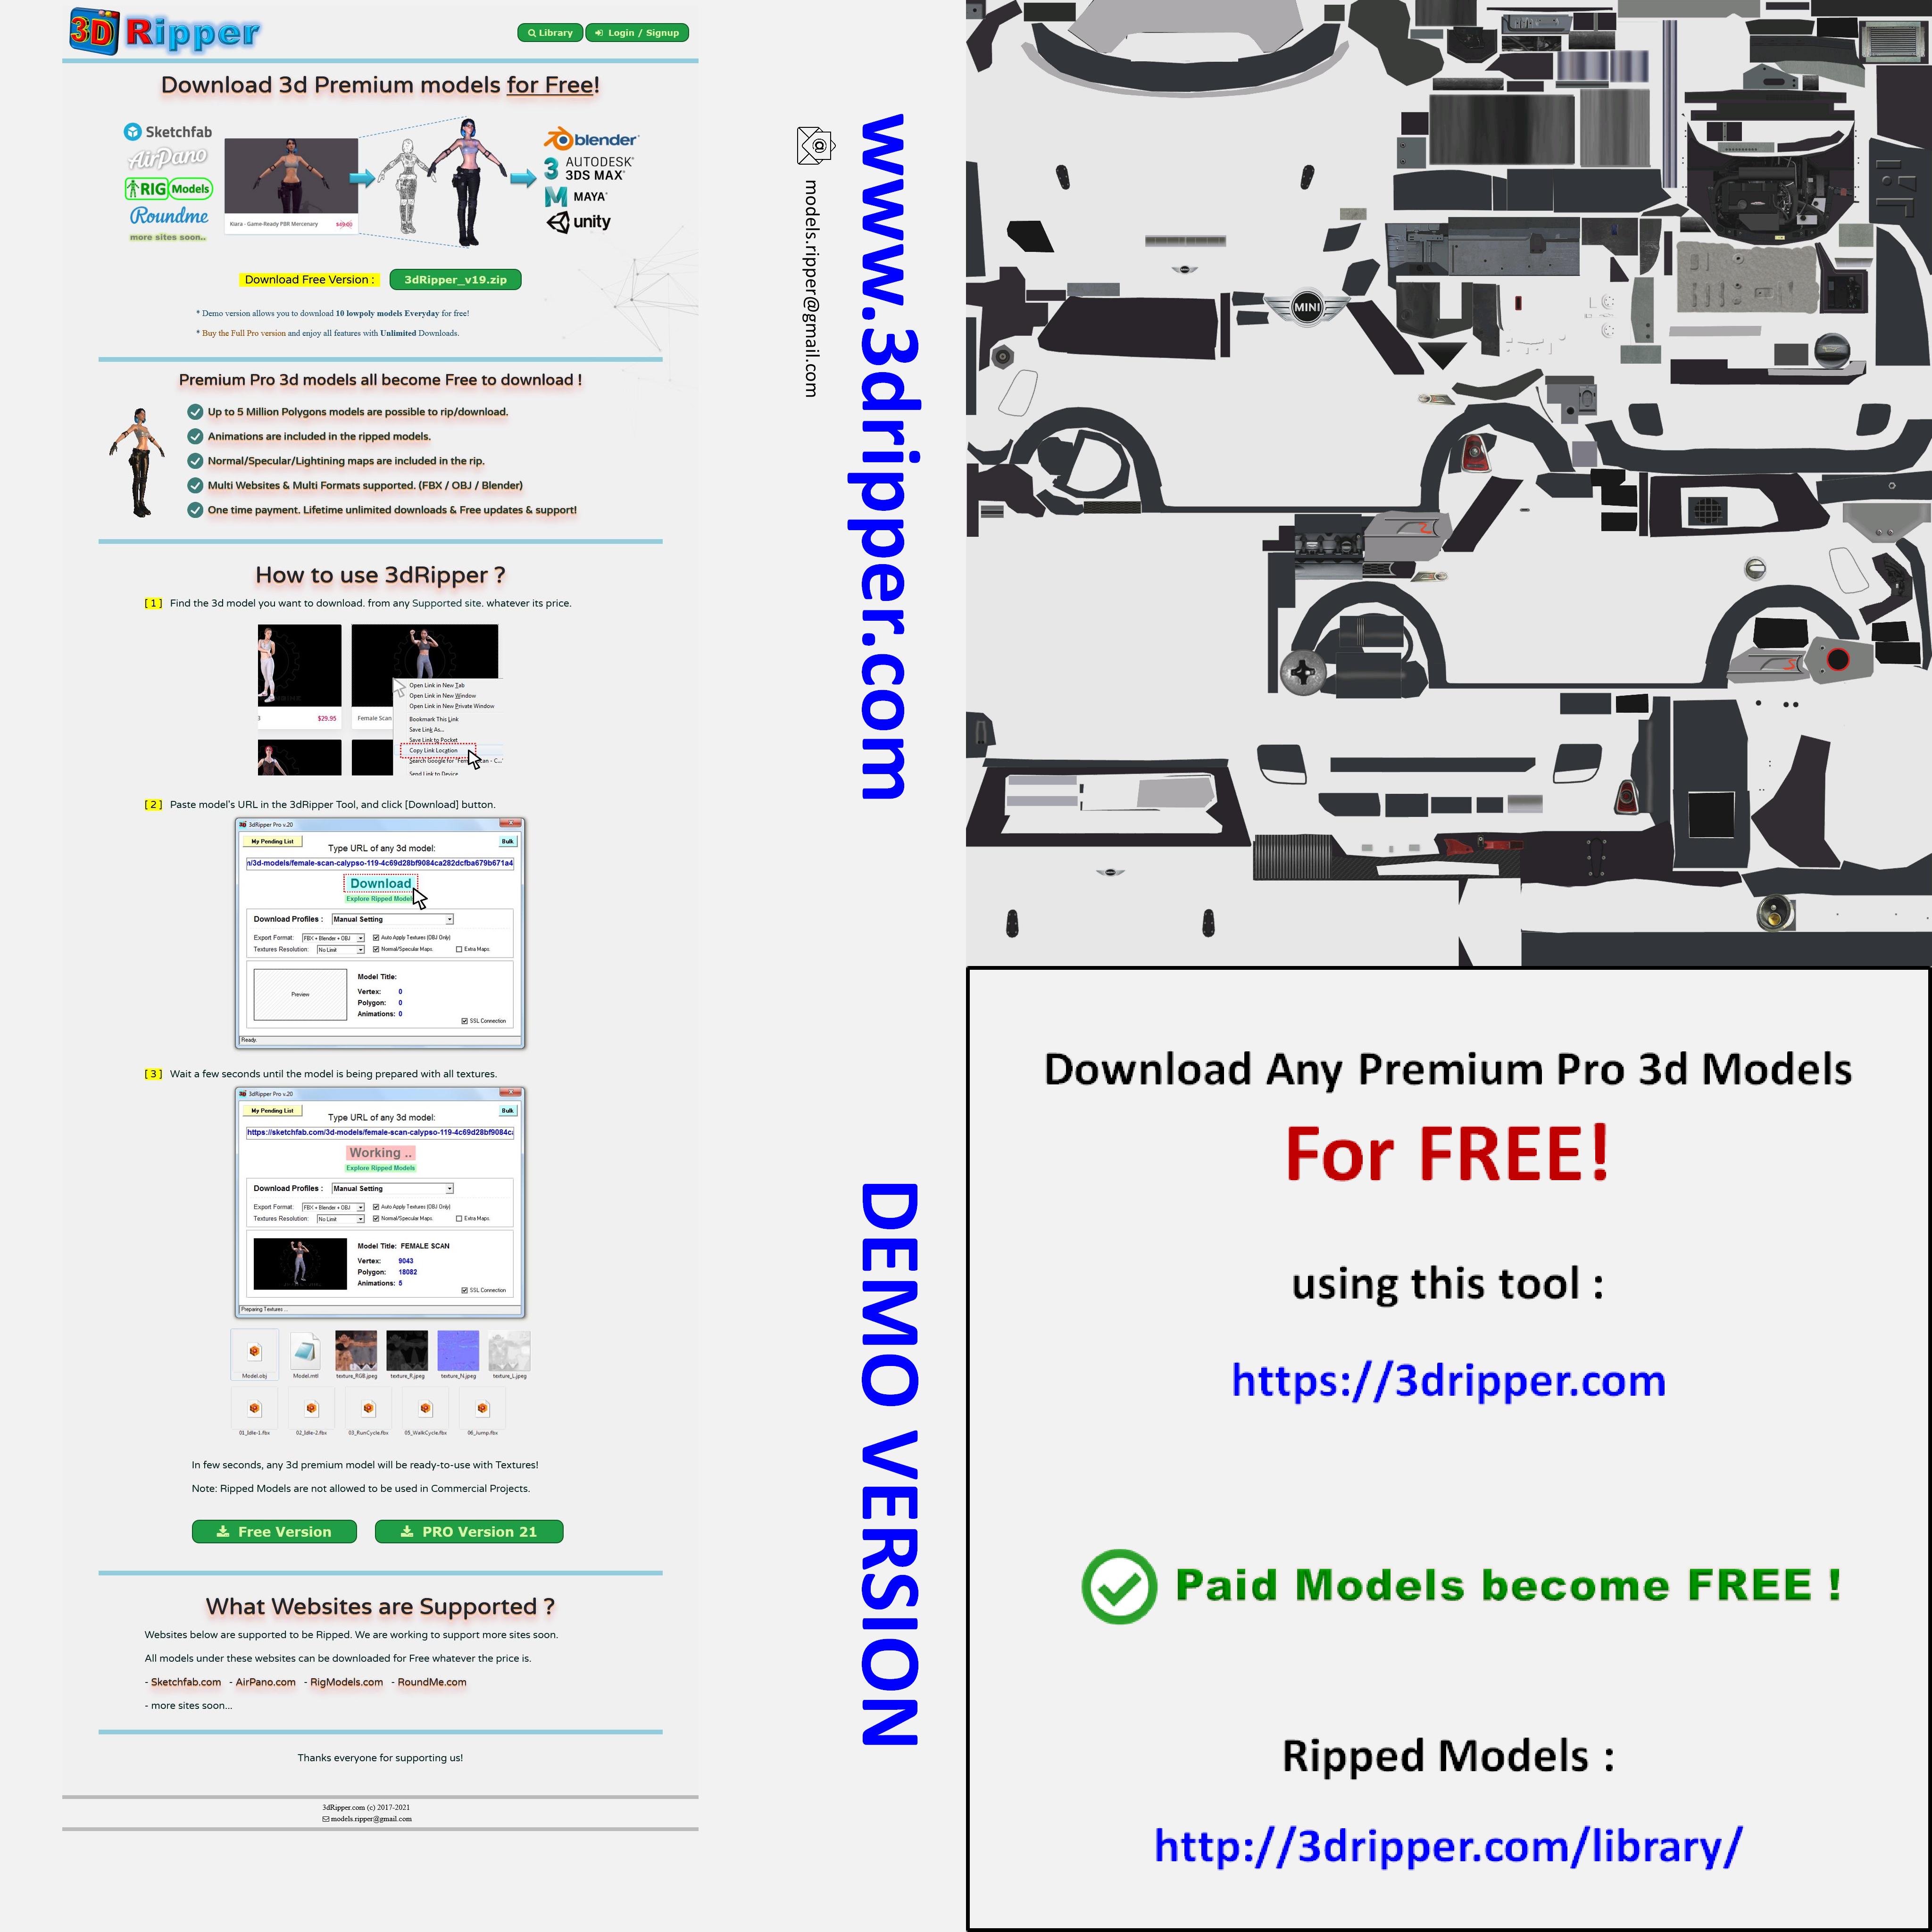 3D Ripper
Library
Login / Signup
Download 3d Premium models for Free!
Sketchfab
AirPano
RIG Models
Roundme
more sites soon..
Kiara - Game-Ready PBR Mercenary
blender
AUTODESK
3DS MAX
MAYA
unity
Download Free Version :
3dRipper_v19.zip
* Demo version allows you to download 10 lowpoly models Everyday for free!
* Buy the Full Pro version and enjoy all features with Unlimited Downloads.
Premium Pro 3d models all become Free to download !
Up to 5 Million Polygons models are possible to rip/download.
Animations are included in the ripped models.
Normal/Specular/Lightining maps are included in the rip.
Multi Websites & Multi Formats supported. (FBX / OBJ / Blender)
One time payment. Lifetime unlimited downloads & Free updates & support!
How to use 3dRipper ?
[ 1 ] Find the 3d model you want to download. from any Supported site. whatever its price.
$29.95
Female Scan
Open Link in New Tab
Open Link in New Window
Open Link in New Private Window
Bookmark This Link
Save Link As...
Save Link to Pocket
Copy Link Location
Send Link to Device
[ 2 ] Paste model's URL in the 3dRipper Tool, and click [Download] button.
3dRipper Pro v.20
My Pending List
Bulk
Type URL of any 3d model:
n/3d-models/female-scan-calypso-119-4c69d28bf9084ca282dcfba679b671a4
Download
Explore Ripped Models
Download Profiles : Manual Setting
Export Format: FBX + Blender + OBJ
Auto Apply Textures (OBJ Only)
Textures Resolution: No Limit
Normal/Specular Maps.
Extra Maps.
Preview
Model Title:
Vertex: 0
Polygon: 0
Animations: 0
SSL Connection
Ready.
[ 3 ] Wait a few seconds until the model is being prepared with all textures.
3dRipper Pro v.20
My Pending List
Bulk
Type URL of any 3d model:
https://sketchfab.com/3d-models/female-scan-calypso-119-4c69d28bf9084c
Working ..
Explore Ripped Models
Download Profiles : Manual Setting
Export Format: FBX + Blender + OBJ
Auto Apply Textures (OBJ Only)
Textures Resolution: No Limit
Normal/Specular Maps.
Extra Maps.
Model Title: FEMALE SCAN
Vertex: 9043
Polygon: 18082
Animations: 5
SSL Connection
Preparing Textures ...
Model.obj
Model.mtl
texture_RGB.jpeg
texture_R.jpeg
texture_N.jpeg
texture_L.jpeg
01_Idle-1.fbx
02_Idle-2.fbx
03_RunCycle.fbx
05_WalkCycle.fbx
06_Jump.fbx
In few seconds, any 3d premium model will be ready-to-use with Textures!
Note: Ripped Models are not allowed to be used in Commercial Projects.
Free Version
PRO Version 21
What Websites are Supported ?
Websites below are supported to be Ripped. We are working to support more sites soon.
All models under these websites can be downloaded for Free whatever the price is.
- Sketchfab.com - AirPano.com - RigModels.com - RoundMe.com
- more sites soon...
Thanks everyone for supporting us!
3dRipper.com (c) 2017-2021
models.ripper@gmail.com
models.ripper@gmail.com
www.3dripper.com
DEMO VERSION
MINI
Download Any Premium Pro 3d Models
For FREE!
using this tool :
https://3dripper.com
Paid Models become FREE !
Ripped Models :
http://3dripper.com/library/